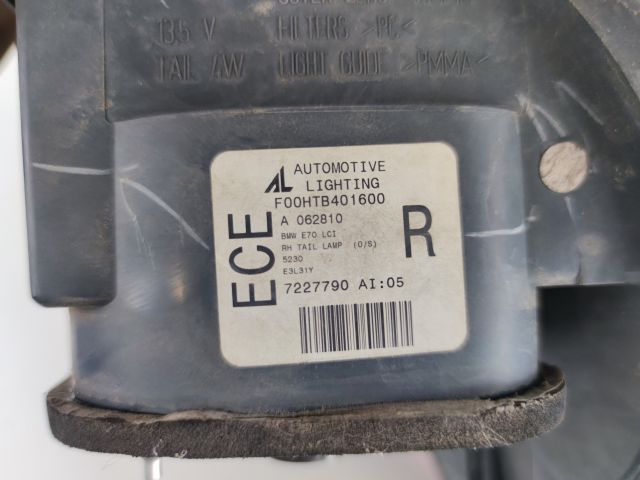 13.5 V
FILTERS >PC<
TAIL 4W
LIGHT GUIDE >PMMA<
AL AUTOMOTIVE
LIGHTING
F00HTB401600
A 062810
BMW E70 LCI
RH TAIL LAMP (O/S)
5230
E3L31Y
7227790 AI:05
ECE
R